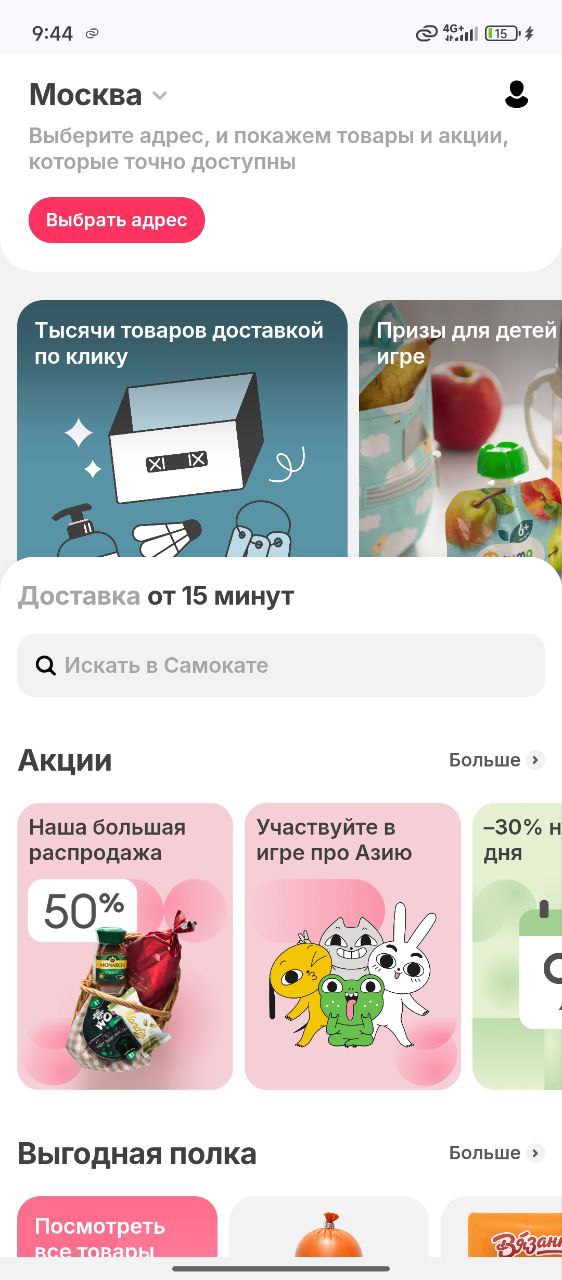 9:44
4G+
15
Москва
Выберите адрес, и покажем товары и акции,
которые точно доступны
Выбрать адрес
Тысячи товаров доставкой
по клику
Призы для детей
игре
6+
Доставка от 15 минут
Искать в Самокате
Акции
Больше
Наша большая
распродажа
50%
MONARCH
Участвуйте в
игре про Азию
–30% н
дня
Выгодная полка
Больше
Посмотреть
все товары